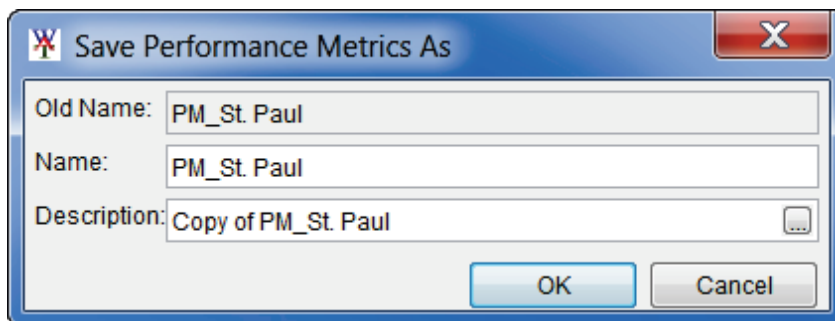 Save Performance Metrics As
Old Name: PM_St. Paul
Name: PM_St. Paul
Description: Copy of PM_St. Paul ...
OK Cancel